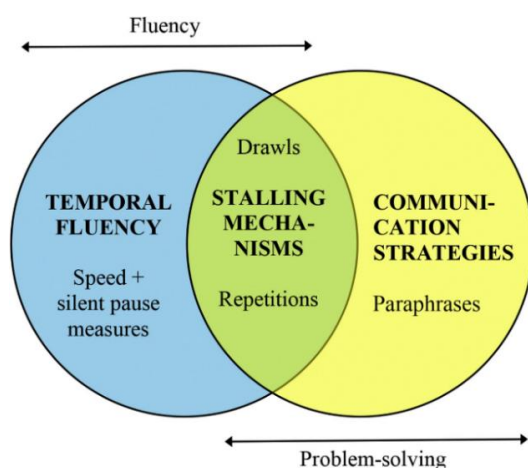 Fluency
TEMPORAL
FLUENCY
Speed +
silent pause
measures
Drawls
STALLING
MECHA-
NISMS
Repetitions
COMMUNI-
CATION
STRATEGIES
Paraphrases
Problem-solving